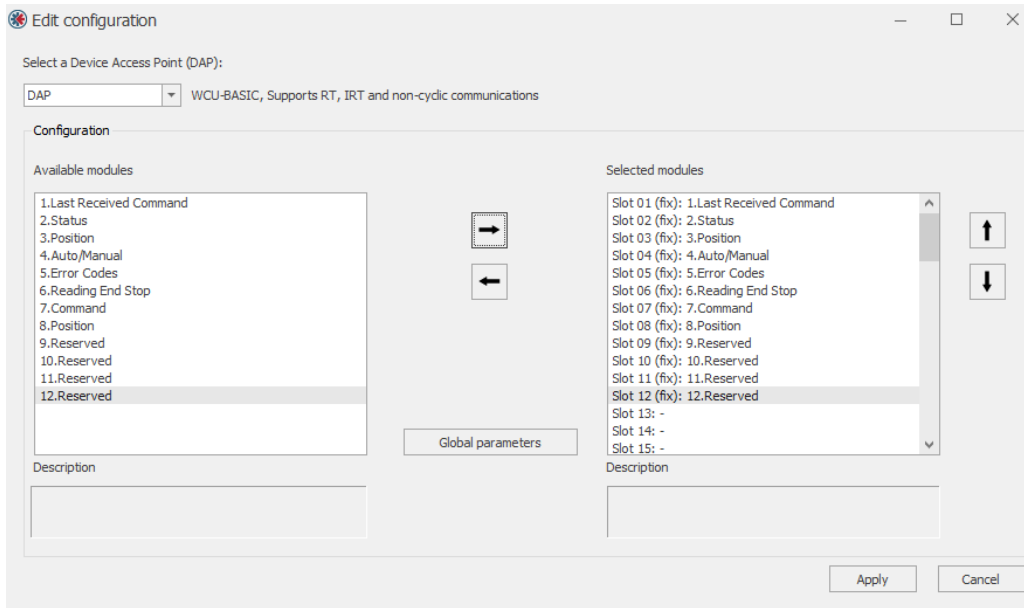 Edit configuration
Select a Device Access Point (DAP):
DAP
WCU-BASIC, Supports RT, IRT and non-cyclic communications
Configuration
Available modules
1.Last Received Command
2.Status
3.Position
4.Auto/Manual
5.Error Codes
6.Reading End Stop
7.Command
8.Position
9.Reserved
10.Reserved
11.Reserved
12.Reserved
Description
Global parameters
Selected modules
Slot 01 (fix): 1.Last Received Command
Slot 02 (fix): 2.Status
Slot 03 (fix): 3.Position
Slot 04 (fix): 4.Auto/Manual
Slot 05 (fix): 5.Error Codes
Slot 06 (fix): 6.Reading End Stop
Slot 07 (fix): 7.Command
Slot 08 (fix): 8.Position
Slot 09 (fix): 9.Reserved
Slot 10 (fix): 10.Reserved
Slot 11 (fix): 11.Reserved
Slot 12 (fix): 12.Reserved
Slot 13: -
Slot 14: -
Slot 15: -
Description
Apply
Cancel